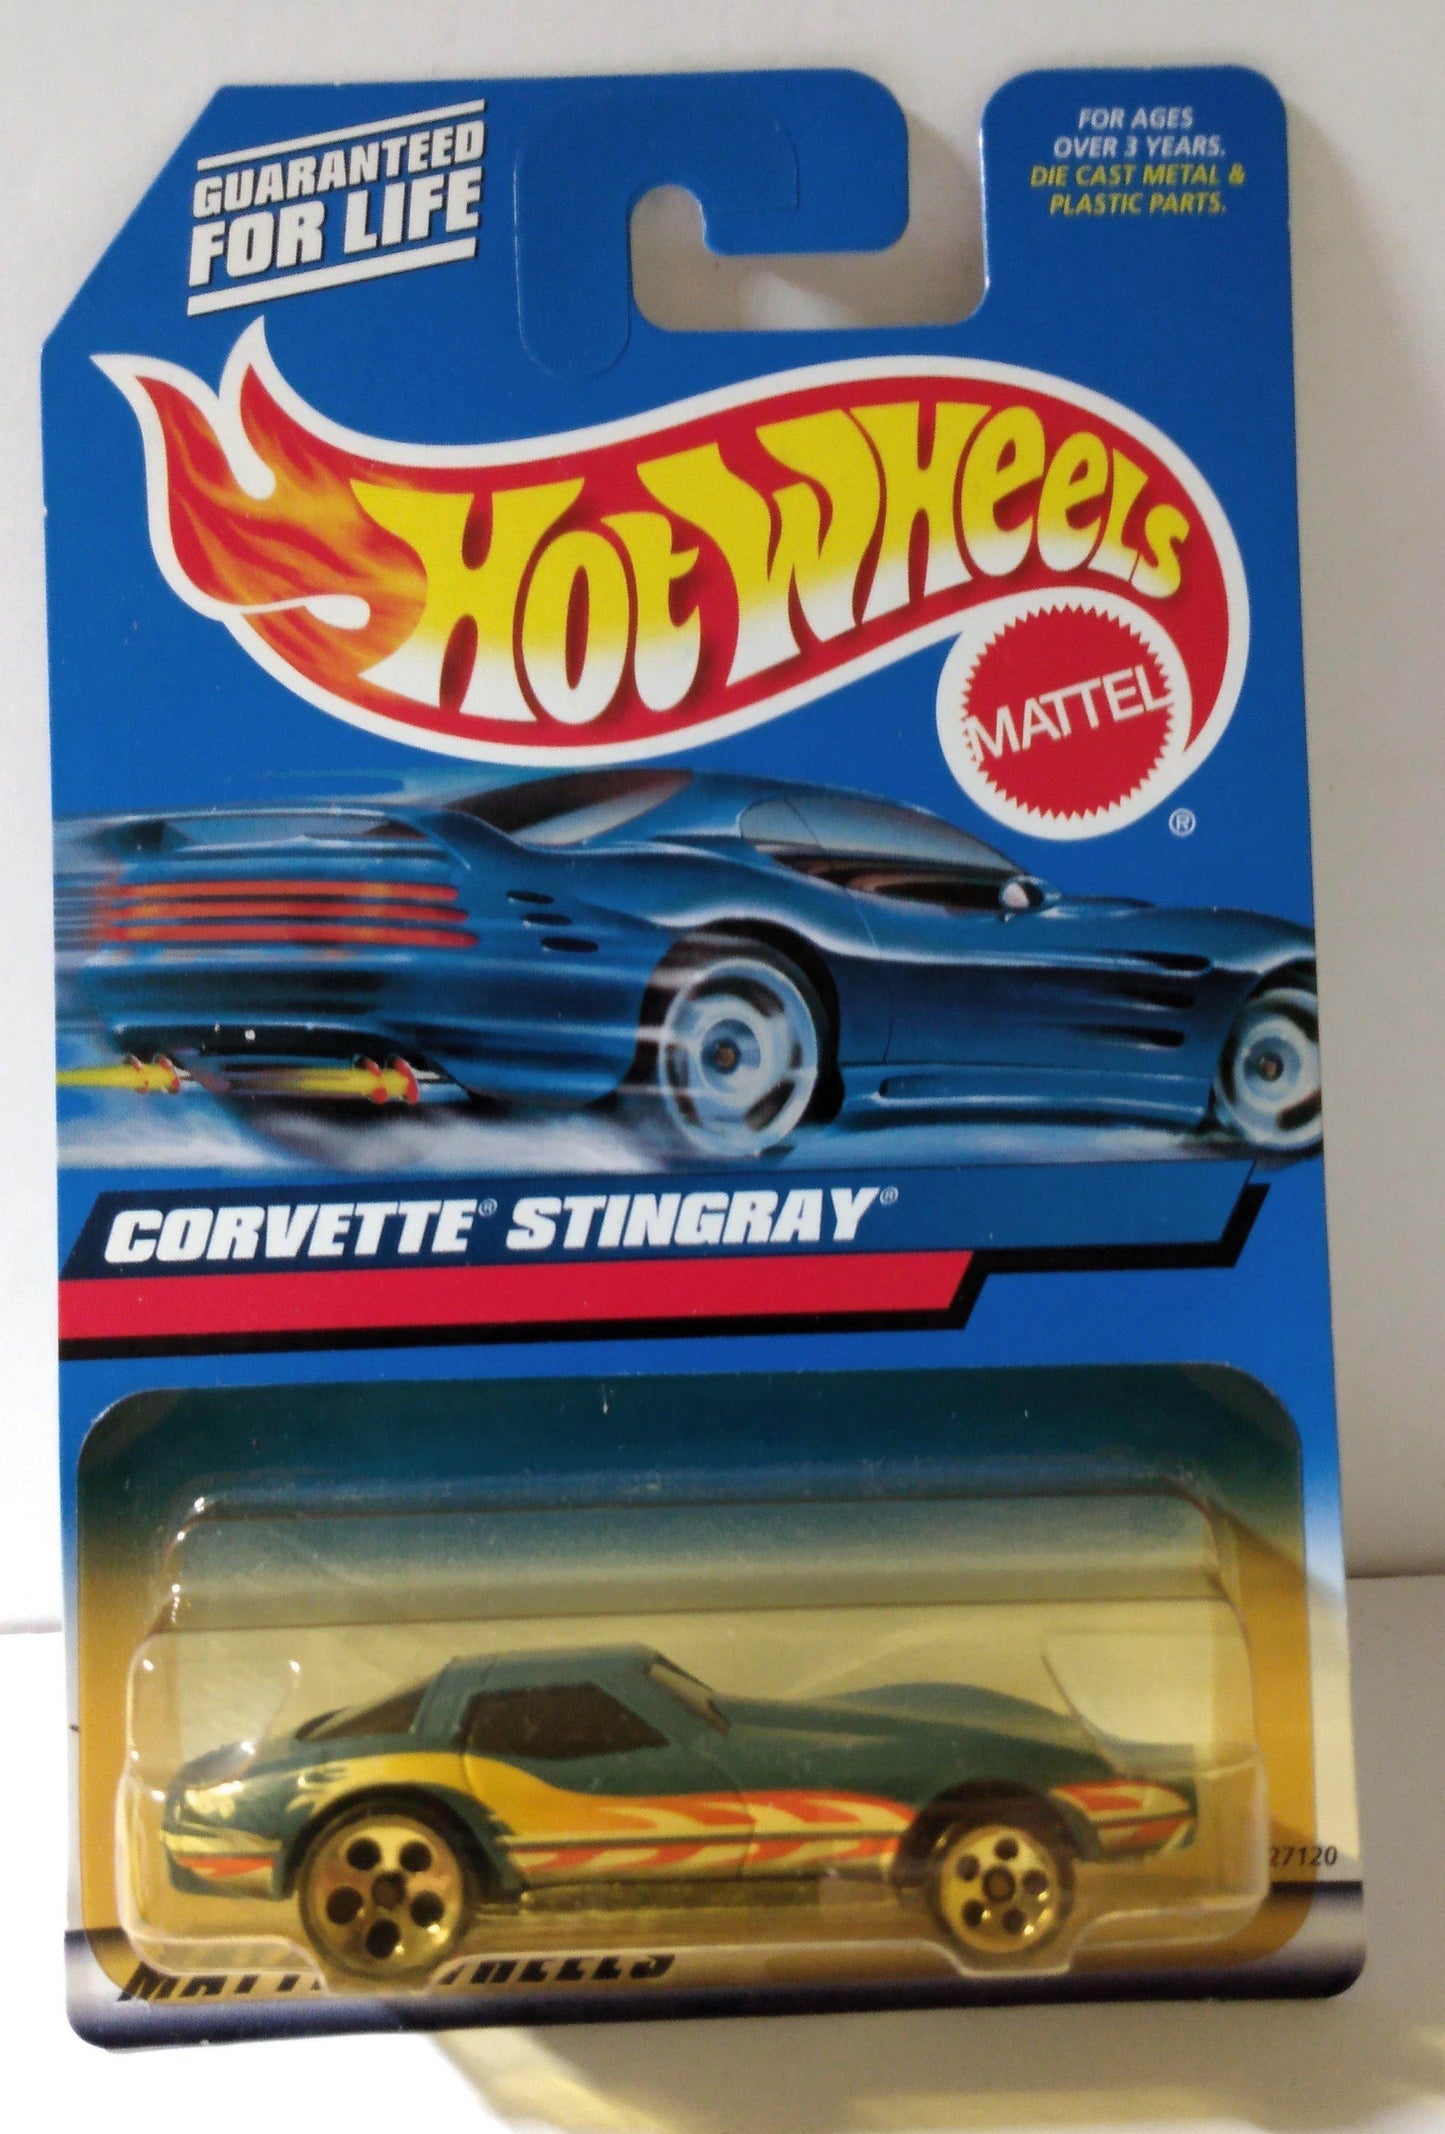 GUARANTEED
FOR LIFE
FOR AGES
OVER 3 YEARS.
DIE CAST METAL &
PLASTIC PARTS.
HOT WHEELS
MATTEL
®
CORVETTE® STINGRAY®
27120